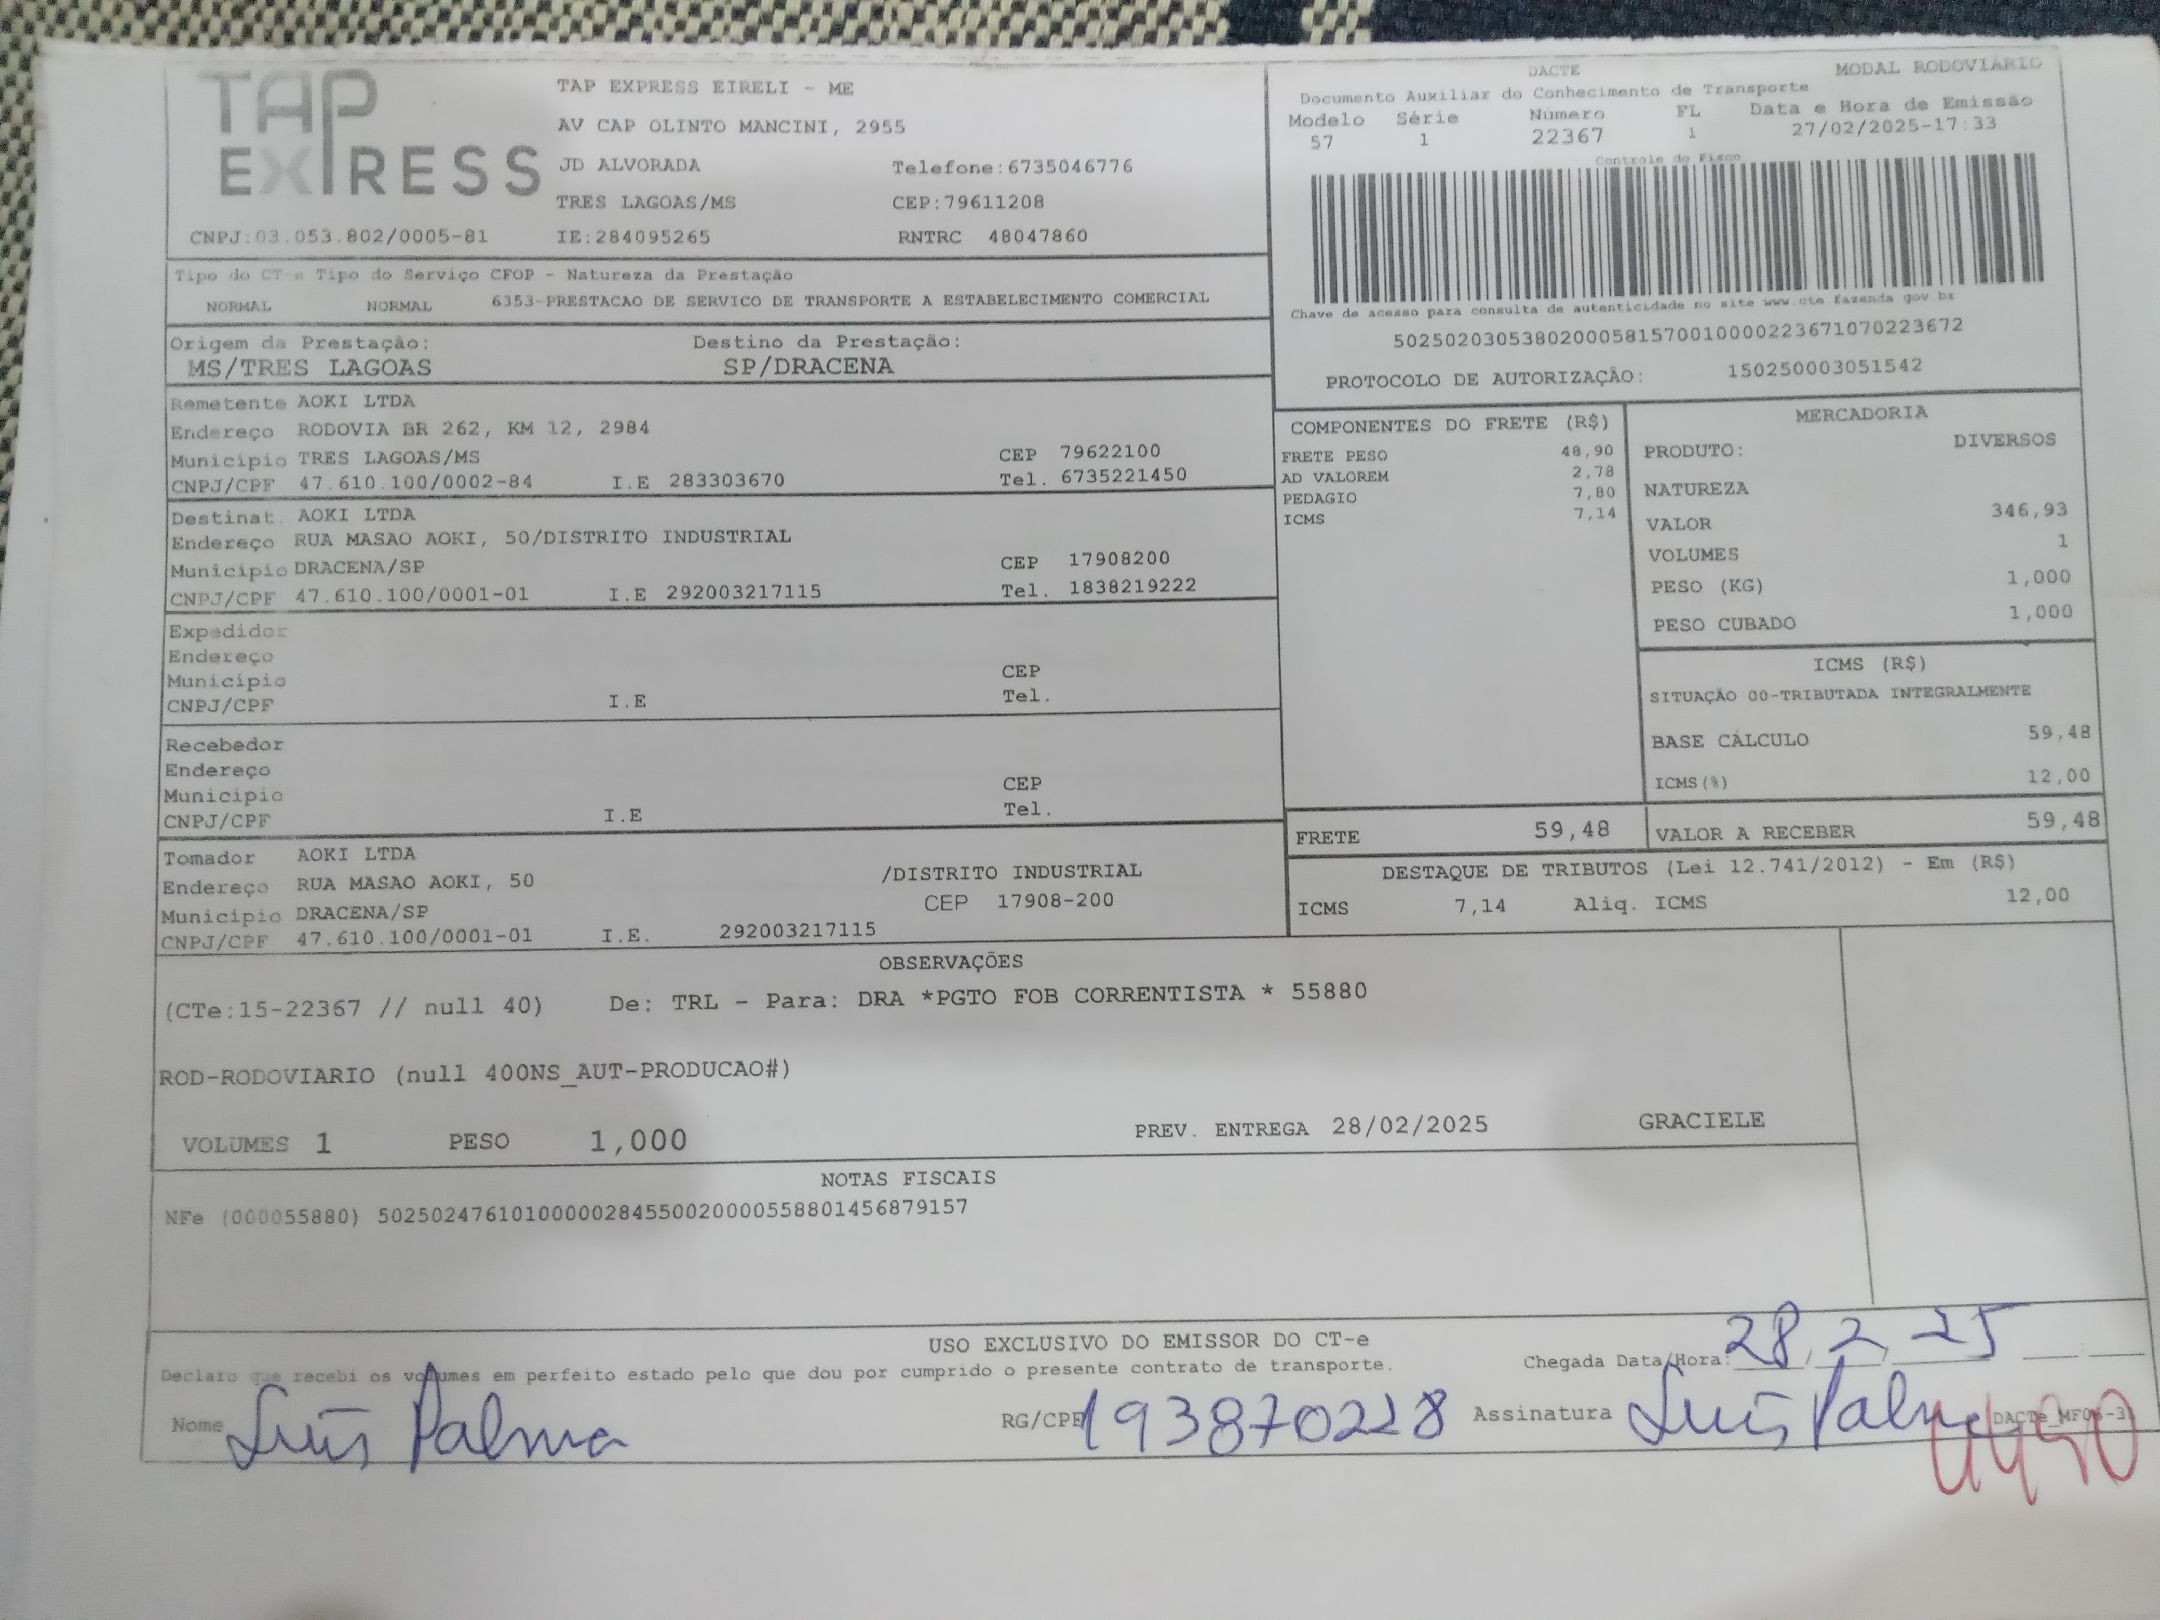 TAP EXPRESS
TAP EXPRESS EIRELI - ME
AV CAP OLINTO MANCINI, 2955
JD ALVORADA Telefone:6735046776
TRES LAGOAS/MS CEP:79611208
CNPJ:03.053.802/0005-81 IE:284095265 RNTRC 48047860
DACTE MODAL RODOVIÁRIO
Documento Auxiliar do Conhecimento de Transporte
Modelo Série Número FL Data e Hora de Emissão
57 1 22367 1 27/02/2025-17:33
Controle do Fisco
Chave de acesso para consulta de autenticidade no site www.cte.fazenda.gov.br
50250203053802000581570010000223671070223672
PROTOCOLO DE AUTORIZAÇÃO: 150250003051542
Tipo do CT-e Tipo do Serviço CFOP - Natureza da Prestação
NORMAL NORMAL 6353-PRESTACAO DE SERVICO DE TRANSPORTE A ESTABELECIMENTO COMERCIAL
Origem da Prestação: Destino da Prestação:
MS/TRES LAGOAS SP/DRACENA
Remetente AOKI LTDA
Endereço RODOVIA BR 262, KM 12, 2984
Município TRES LAGOAS/MS CEP 79622100
CNPJ/CPF 47.610.100/0002-84 I.E 283303670 Tel. 6735221450
Destinat. AOKI LTDA
Endereço RUA MASAO AOKI, 50/DISTRITO INDUSTRIAL
Município DRACENA/SP CEP 17908200
CNPJ/CPF 47.610.100/0001-01 I.E 292003217115 Tel. 1838219222
Expedidor
Endereço
Município CEP
CNPJ/CPF I.E Tel.
Recebedor
Endereço
Município CEP
CNPJ/CPF I.E Tel.
Tomador AOKI LTDA
Endereço RUA MASAO AOKI, 50 /DISTRITO INDUSTRIAL
Município DRACENA/SP CEP 17908-200
CNPJ/CPF 47.610.100/0001-01 I.E. 292003217115
COMPONENTES DO FRETE (R$)
FRETE PESO 48,90
AD VALOREM 2,78
PEDAGIO 7,80
ICMS 7,14
MERCADORIA
PRODUTO: DIVERSOS
NATUREZA
VALOR 346,93
VOLUMES 1
PESO (KG) 1,000
PESO CUBADO 1,000
ICMS (R$)
SITUAÇÃO 00-TRIBUTADA INTEGRALMENTE
BASE CÁLCULO 59,48
ICMS(%) 12,00
FRETE 59,48 VALOR A RECEBER 59,48
DESTAQUE DE TRIBUTOS (Lei 12.741/2012) - Em (R$)
ICMS 7,14 Aliq. ICMS 12,00
OBSERVAÇÕES
(CTe:15-22367 // null 40) De: TRL - Para: DRA *PGTO FOB CORRENTISTA * 55880
ROD-RODOVIARIO (null 400NS_AUT-PRODUCAO#)
VOLUMES 1 PESO 1,000 PREV. ENTREGA 28/02/2025 GRACIELE
NOTAS FISCAIS
NFe (000055880) 50250247610100000284550020000558801456879157
USO EXCLUSIVO DO EMISSOR DO CT-e
Declaro que recebi os volumes em perfeito estado pelo que dou por cumprido o presente contrato de transporte. Chegada Data/Hora: 28, 2, 25
Nome Luis Palma RG/CPF 193870228 Assinatura Luis Palma